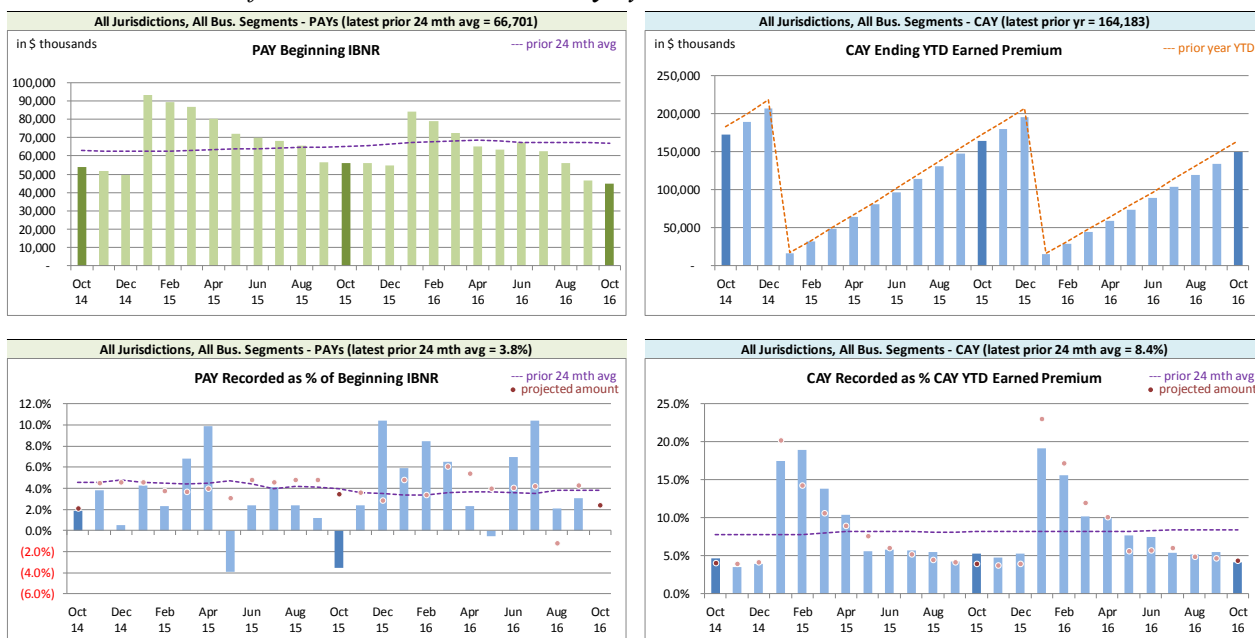 All Jurisdictions, All Bus. Segments - PAYs (latest prior 24 mth avg = 66,701)
in $ thousands
PAY Beginning IBNR
--- prior 24 mth avg
100,000
90,000
80,000
70,000
60,000
50,000
40,000
30,000
20,000
10,000
-
Oct Dec Feb Apr Jun Aug Oct Dec Feb Apr Jun Aug Oct
14 14 15 15 15 15 15 15 16 16 16 16 16
All Jurisdictions, All Bus. Segments - CAY (latest prior yr = 164,183)
in $ thousands
CAY Ending YTD Earned Premium
--- prior year YTD
250,000
200,000
150,000
100,000
50,000
-
Oct Dec Feb Apr Jun Aug Oct Dec Feb Apr Jun Aug Oct
14 14 15 15 15 15 15 15 16 16 16 16 16
All Jurisdictions, All Bus. Segments - PAYs (latest prior 24 mth avg = 3.8%)
PAY Recorded as % of Beginning IBNR
--- prior 24 mth avg
projected amount
12.0%
10.0%
8.0%
6.0%
4.0%
2.0%
0.0%
(2.0%)
(4.0%)
(6.0%)
Oct Dec Feb Apr Jun Aug Oct Dec Feb Apr Jun Aug Oct
14 14 15 15 15 15 15 15 16 16 16 16 16
All Jurisdictions, All Bus. Segments - CAY (latest prior 24 mth avg = 8.4%)
CAY Recorded as % CAY YTD Earned Premium
--- prior 24 mth avg
projected amount
25.0%
20.0%
15.0%
10.0%
5.0%
0.0%
Oct Dec Feb Apr Jun Aug Oct Dec Feb Apr Jun Aug Oct
14 14 15 15 15 15 15 15 16 16 16 16 16